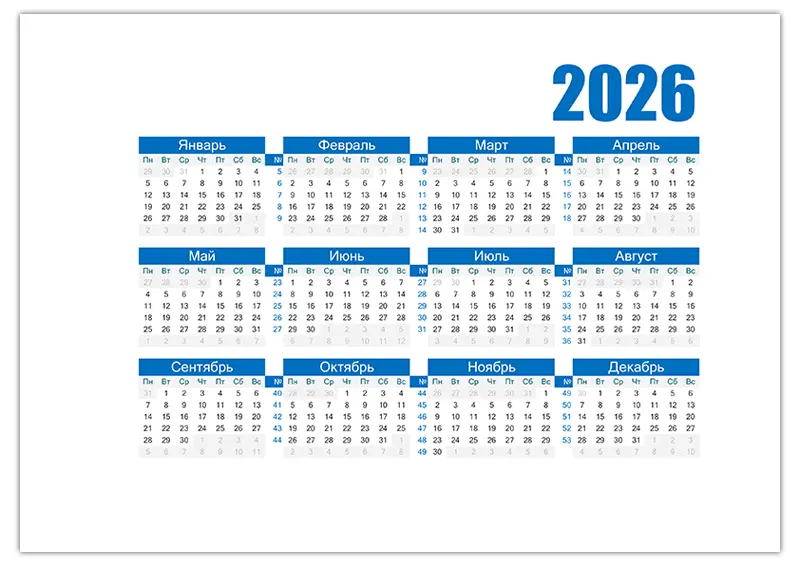 2026
Январь Февраль Март Апрель
Пн Вт Ср Чт Пт Сб Вс № Пн Вт Ср Чт Пт Сб Вс № Пн Вт Ср Чт Пт Сб Вс № Пн Вт Ср Чт Пт Сб Вс
29 30 31 1 2 3 4 5 26 27 28 29 30 31 1 9 23 24 25 26 27 28 1 14 30 31 1 2 3 4 5
5 6 7 8 9 10 11 6 2 3 4 5 6 7 8 10 2 3 4 5 6 7 8 15 6 7 8 9 10 11 12
12 13 14 15 16 17 18 7 9 10 11 12 13 14 15 11 9 10 11 12 13 14 15 16 13 14 15 16 17 18 19
19 20 21 22 23 24 25 8 16 17 18 19 20 21 22 12 16 17 18 19 20 21 22 17 20 21 22 23 24 25 26
26 27 28 29 30 31 1 9 23 24 25 26 27 28 1 13 23 24 25 26 27 28 29 18 27 28 29 30 1 2 3
2 3 4 5 6 7 8 2 3 4 5 6 7 8 14 30 31 1 2 3 4 5 4 5 6 7 8 9 10
Май Июнь Июль Август
Пн Вт Ср Чт Пт Сб Вс № Пн Вт Ср Чт Пт Сб Вс № Пн Вт Ср Чт Пт Сб Вс № Пн Вт Ср Чт Пт Сб Вс
27 28 29 30 1 2 3 23 1 2 3 4 5 6 7 27 29 30 1 2 3 4 5 31 27 28 29 30 31 1 2
4 5 6 7 8 9 10 24 8 9 10 11 12 13 14 28 6 7 8 9 10 11 12 32 3 4 5 6 7 8 9
11 12 13 14 15 16 17 25 15 16 17 18 19 20 21 29 13 14 15 16 17 18 19 33 10 11 12 13 14 15 16
18 19 20 21 22 23 24 26 22 23 24 25 26 27 28 30 20 21 22 23 24 25 26 34 17 18 19 20 21 22 23
25 26 27 28 29 30 31 27 29 30 1 2 3 4 5 31 27 28 29 30 31 1 2 35 24 25 26 27 28 29 30
1 2 3 4 5 6 7 6 7 8 9 10 11 12 3 4 5 6 7 8 9 36 31 1 2 3 4 5 6
Сентябрь Октябрь Ноябрь Декабрь
Пн Вт Ср Чт Пт Сб Вс № Пн Вт Ср Чт Пт Сб Вс № Пн Вт Ср Чт Пт Сб Вс № Пн Вт Ср Чт Пт Сб Вс
31 1 2 3 4 5 6 40 28 29 30 1 2 3 4 44 26 27 28 29 30 31 1 49 30 1 2 3 4 5 6
7 8 9 10 11 12 13 41 5 6 7 8 9 10 11 45 2 3 4 5 6 7 8 50 7 8 9 10 11 12 13
14 15 16 17 18 19 20 42 12 13 14 15 16 17 18 46 9 10 11 12 13 14 15 51 14 15 16 17 18 19 20
21 22 23 24 25 26 27 43 19 20 21 22 23 24 25 47 16 17 18 19 20 21 22 52 21 22 23 24 25 26 27
28 29 30 1 2 3 4 44 26 27 28 29 30 31 1 48 23 24 25 26 27 28 29 53 28 29 30 31 1 2 3
5 6 7 8 9 10 11 2 3 4 5 6 7 8 49 30 1 2 3 4 5 6 4 5 6 7 8 9 10